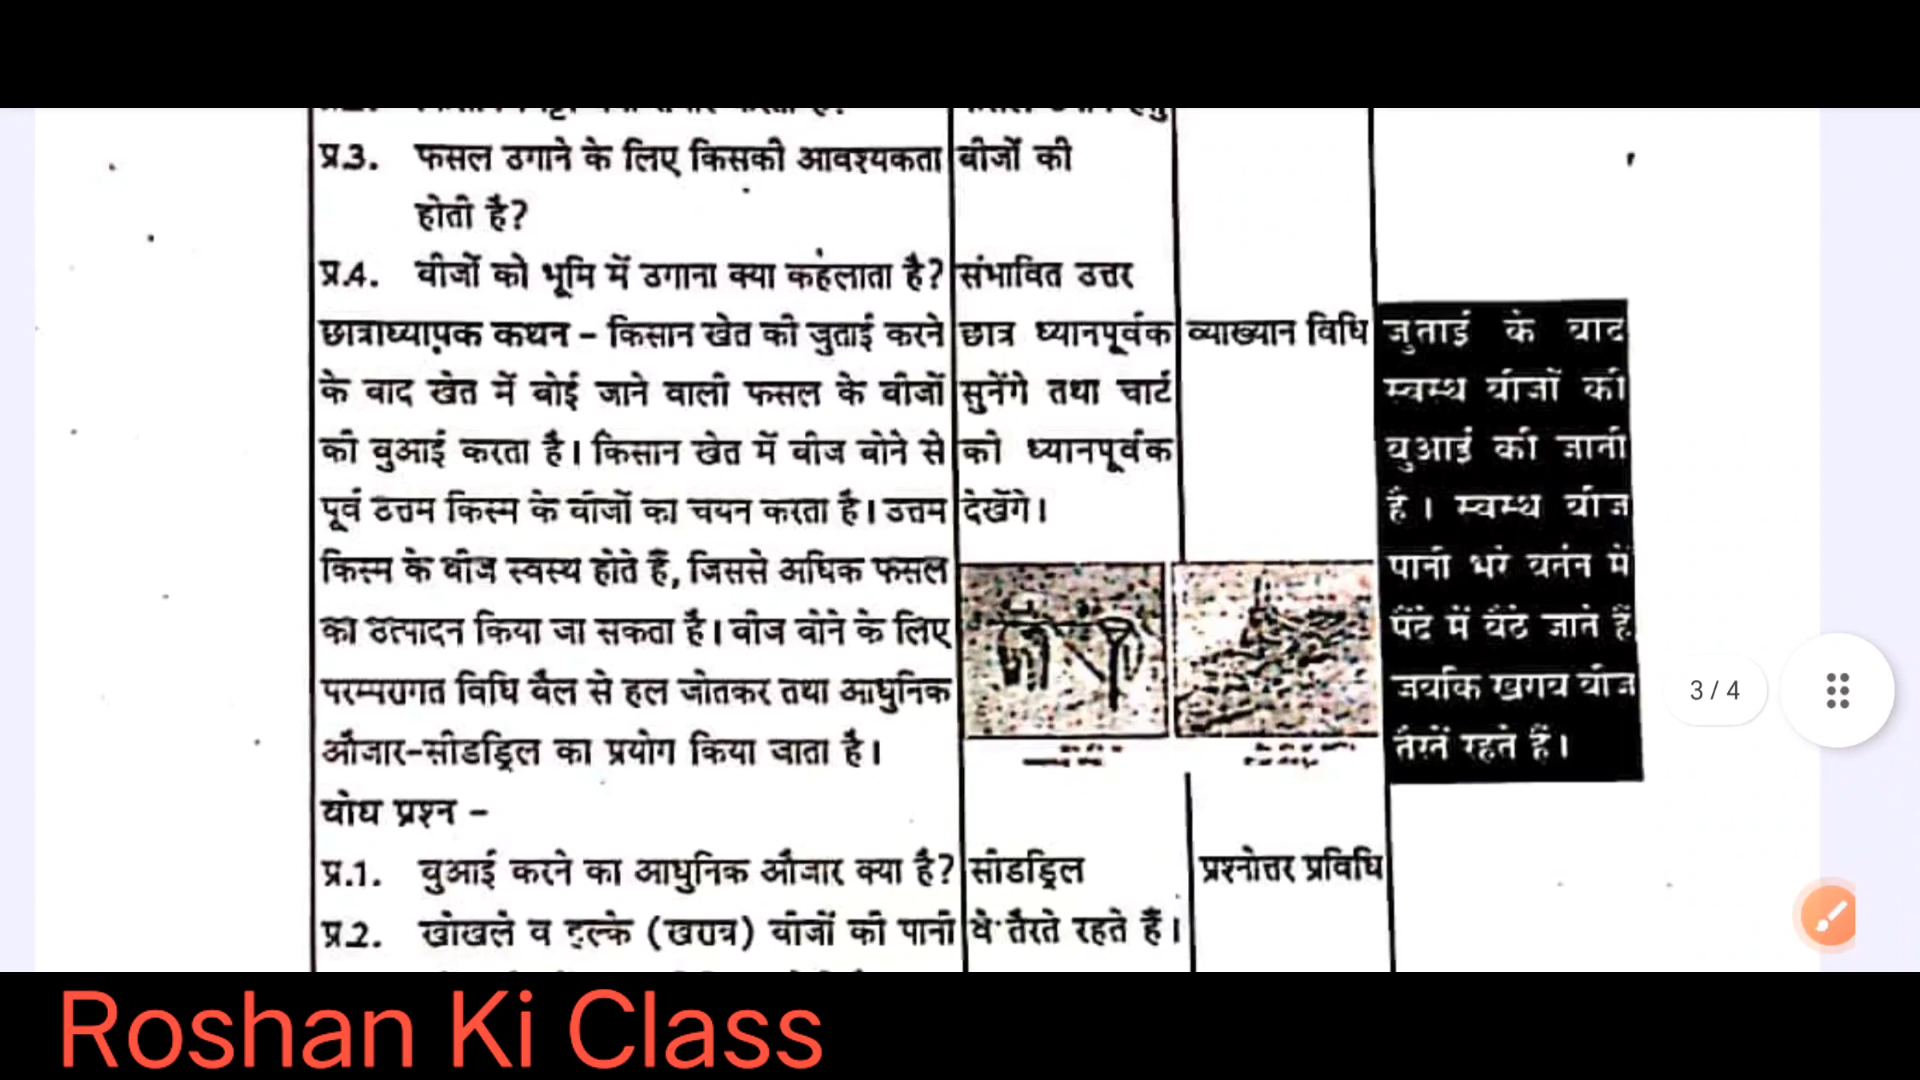 प्र.3. फसल उगाने के लिए किसकी आवश्यकता
होती है?
बीजों की
प्र.4. बीजों को भूमि में उगाना क्या कहलाता है?
संभावित उत्तर
छात्राध्यापक कथन – किसान खेत की जुताई करने
के बाद खेत में बोई जाने वाली फसल के बीजों
की बुआई करता है। किसान खेत में बीज बोने से
पूर्व उत्तम किस्म के बीजों का चयन करता है। उत्तम
किस्म के बीज स्वस्थ होते हैं, जिससे अधिक फसल
का उत्पादन किया जा सकता है। बीज बोने के लिए
परम्परागत विधि बैल से हल जोतकर तथा आधुनिक
औजार-सीडड्रिल का प्रयोग किया जाता है।
छात्र ध्यानपूर्वक
सुनेंगे तथा चार्ट
को ध्यानपूर्वक
देखेंगे।
व्याख्यान विधि
जुताई के बाद
स्वस्थ बीजों की
बुआई की जाती
है। स्वस्थ बीज
पानी भरे बर्तन में
पैंदे में बैठ जाते हैं
जबकि खराब बीज
तैरते रहते हैं।
बोध प्रश्न –
प्र.1. बुआई करने का आधुनिक औजार क्या है?
सीडड्रिल
प्रश्नोत्तर प्रविधि
प्र.2. खोखले व हल्के (खराब) बीजों की पानी
वे तैरते रहते हैं।
3 / 4
Roshan Ki Class